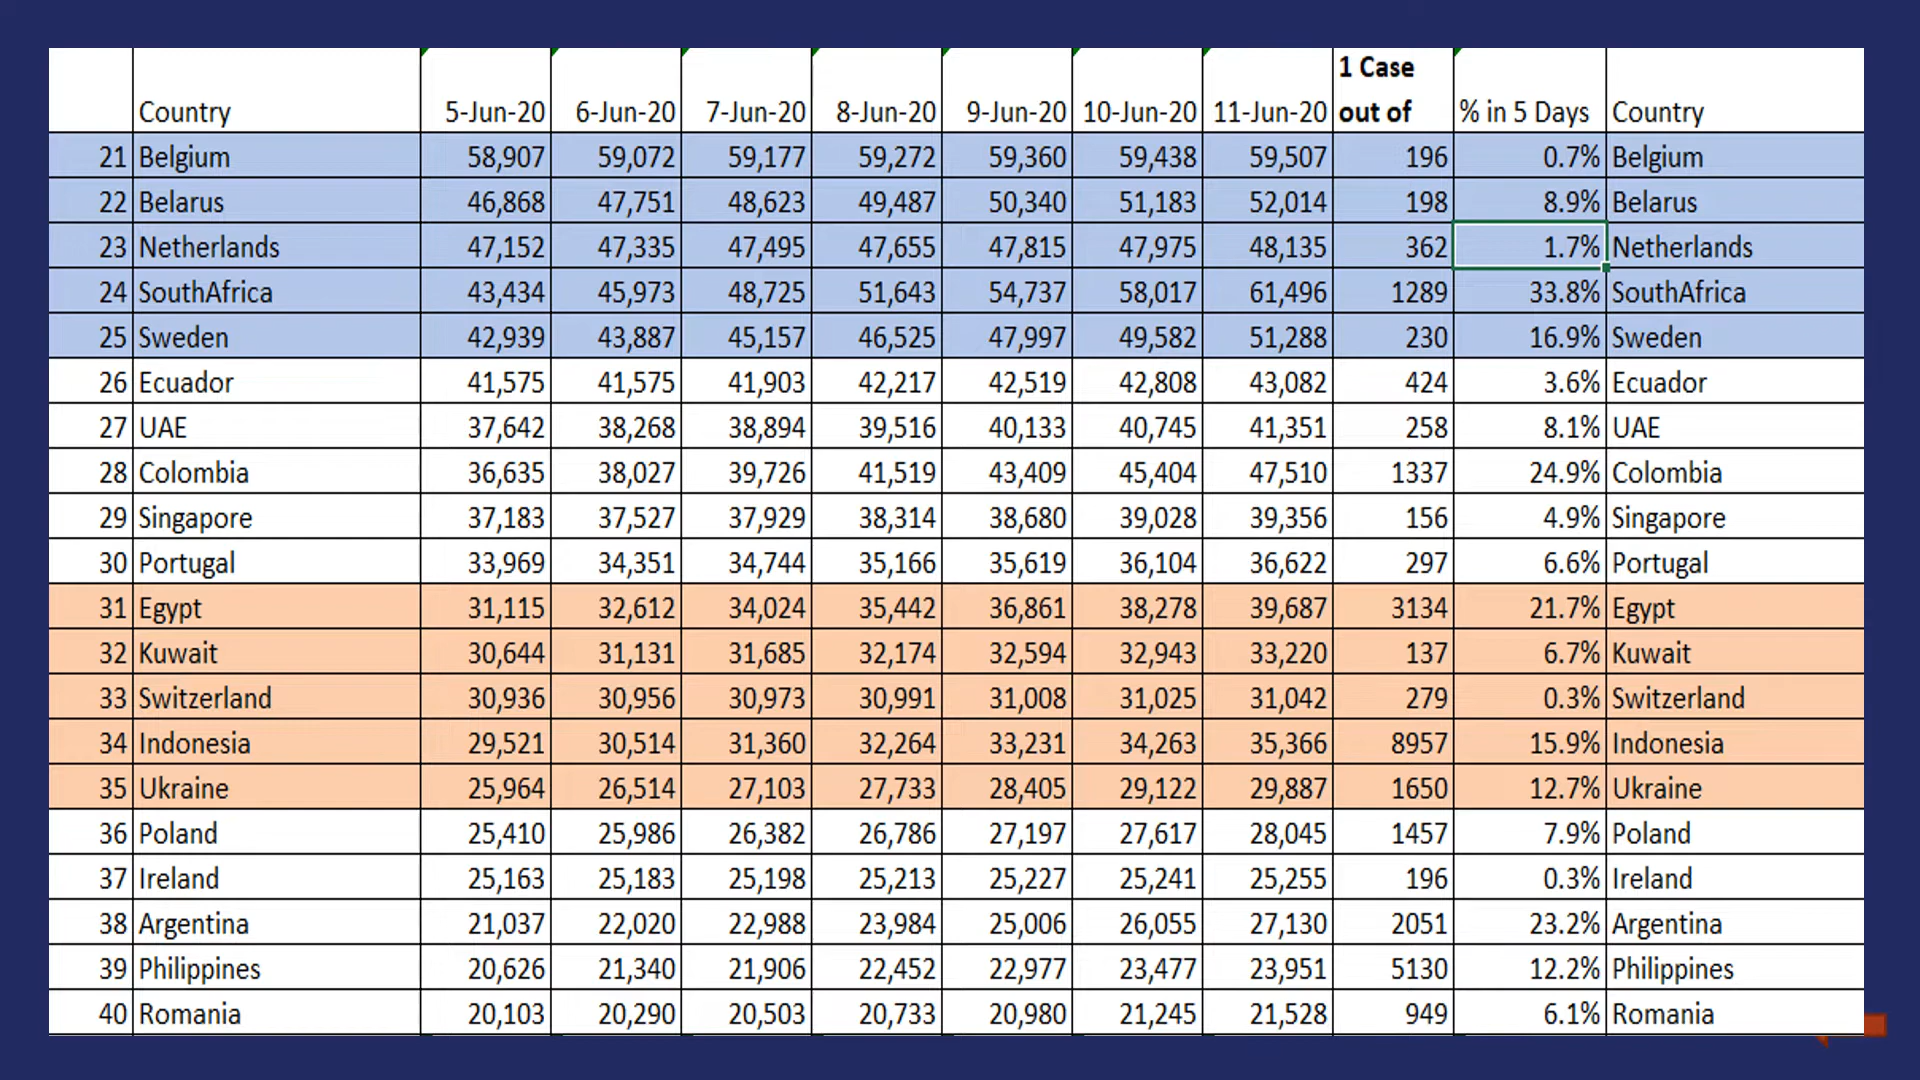 1 Case
Country 5-Jun-20 6-Jun-20 7-Jun-20 8-Jun-20 9-Jun-20 10-Jun-20 11-Jun-20 out of % in 5 Days Country
21 Belgium 58,907 59,072 59,177 59,272 59,360 59,438 59,507 196 0.7% Belgium
22 Belarus 46,868 47,751 48,623 49,487 50,340 51,183 52,014 198 8.9% Belarus
23 Netherlands 47,152 47,335 47,495 47,655 47,815 47,975 48,135 362 1.7% Netherlands
24 SouthAfrica 43,434 45,973 48,725 51,643 54,737 58,017 61,496 1289 33.8% SouthAfrica
25 Sweden 42,939 43,887 45,157 46,525 47,997 49,582 51,288 230 16.9% Sweden
26 Ecuador 41,575 41,575 41,903 42,217 42,519 42,808 43,082 424 3.6% Ecuador
27 UAE 37,642 38,268 38,894 39,516 40,133 40,745 41,351 258 8.1% UAE
28 Colombia 36,635 38,027 39,726 41,519 43,409 45,404 47,510 1337 24.9% Colombia
29 Singapore 37,183 37,527 37,929 38,314 38,680 39,028 39,356 156 4.9% Singapore
30 Portugal 33,969 34,351 34,744 35,166 35,619 36,104 36,622 297 6.6% Portugal
31 Egypt 31,115 32,612 34,024 35,442 36,861 38,278 39,687 3134 21.7% Egypt
32 Kuwait 30,644 31,131 31,685 32,174 32,594 32,943 33,220 137 6.7% Kuwait
33 Switzerland 30,936 30,956 30,973 30,991 31,008 31,025 31,042 279 0.3% Switzerland
34 Indonesia 29,521 30,514 31,360 32,264 33,231 34,263 35,366 8957 15.9% Indonesia
35 Ukraine 25,964 26,514 27,103 27,733 28,405 29,122 29,887 1650 12.7% Ukraine
36 Poland 25,410 25,986 26,382 26,786 27,197 27,617 28,045 1457 7.9% Poland
37 Ireland 25,163 25,183 25,198 25,213 25,227 25,241 25,255 196 0.3% Ireland
38 Argentina 21,037 22,020 22,988 23,984 25,006 26,055 27,130 2051 23.2% Argentina
39 Philippines 20,626 21,340 21,906 22,452 22,977 23,477 23,951 5130 12.2% Philippines
40 Romania 20,103 20,290 20,503 20,733 20,980 21,245 21,528 949 6.1% Romania